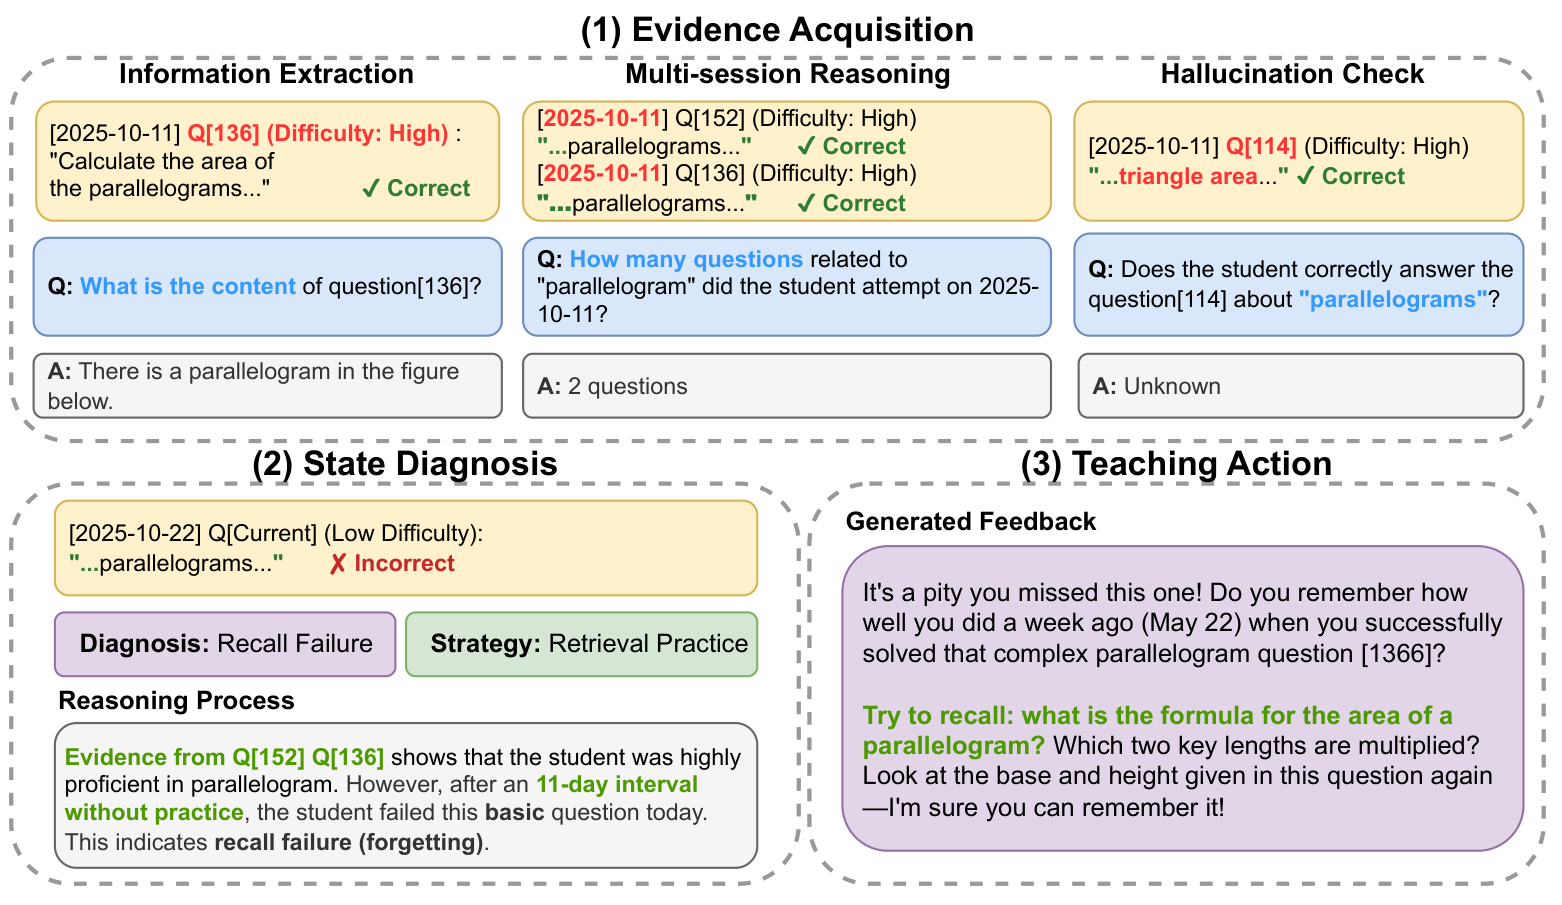 (1) Evidence Acquisition
Information Extraction
[2025-10-11] Q[136] (Difficulty: High) :
"Calculate the area of
the parallelograms..." ✓ Correct
Q: What is the content of question[136]?
A: There is a parallelogram in the figure
below.
Multi-session Reasoning
[2025-10-11] Q[152] (Difficulty: High)
"...parallelograms..." ✓ Correct
[2025-10-11] Q[136] (Difficulty: High)
"...parallelograms..." ✓ Correct
Q: How many questions related to
"parallelogram" did the student attempt on 2025-
10-11?
A: 2 questions
Hallucination Check
[2025-10-11] Q[114] (Difficulty: High)
"...triangle area..." ✓ Correct
Q: Does the student correctly answer the
question[114] about "parallelograms"?
A: Unknown
(2) State Diagnosis
[2025-10-22] Q[Current] (Low Difficulty):
"...parallelograms..." ✗ Incorrect
Diagnosis: Recall Failure
Strategy: Retrieval Practice
Reasoning Process
Evidence from Q[152] Q[136] shows that the student was highly
proficient in parallelogram. However, after an 11-day interval
without practice, the student failed this basic question today.
This indicates recall failure (forgetting).
(3) Teaching Action
Generated Feedback
It's a pity you missed this one! Do you remember how
well you did a week ago (May 22) when you successfully
solved that complex parallelogram question [1366]?
Try to recall: what is the formula for the area of a
parallelogram? Which two key lengths are multiplied?
Look at the base and height given in this question again
—I'm sure you can remember it!